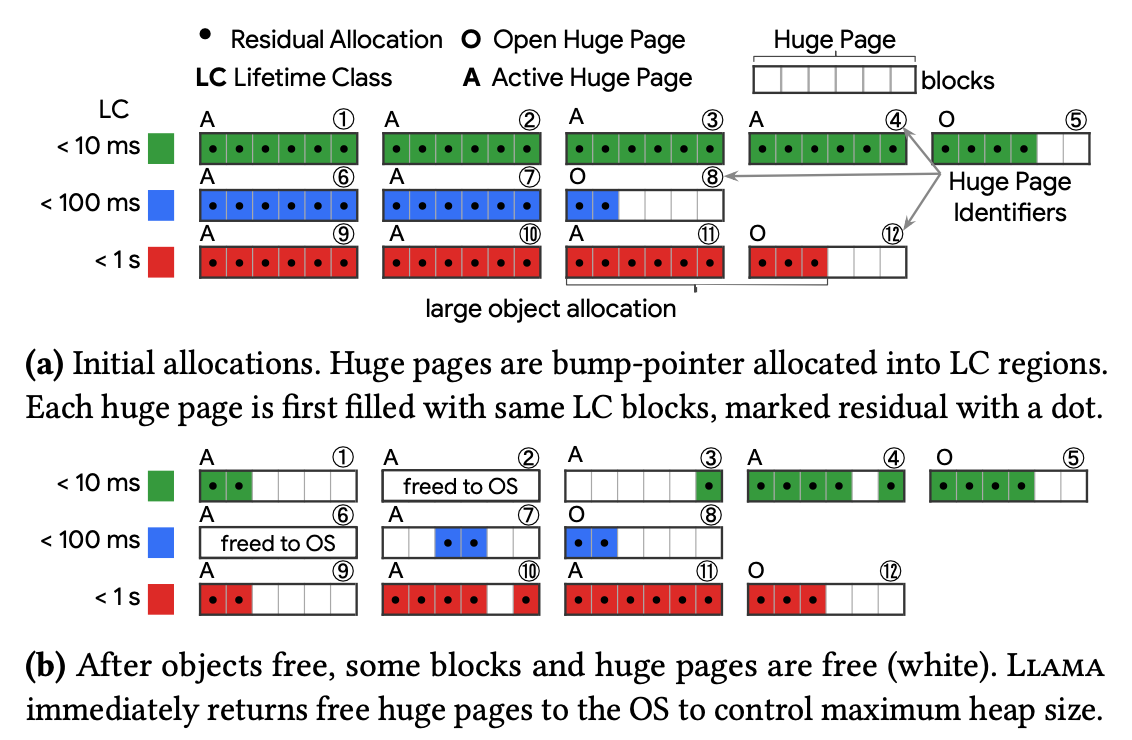 • Residual Allocation O Open Huge Page Huge Page
LC Lifetime Class A Active Huge Page blocks
LC
A ① A ② A ③ A ④ O ⑤
< 10 ms
A ⑥ A ⑦ O ⑧ Huge Page
< 100 ms Identifiers
A ⑨ A ⑩ A ⑪ O ⑫
< 1 s
large object allocation
(a) Initial allocations. Huge pages are bump-pointer allocated into LC regions.
Each huge page is first filled with same LC blocks, marked residual with a dot.
A ① A ② A ③ A ④ O ⑤
< 10 ms freed to OS
A ⑥ A ⑦ O ⑧
< 100 ms freed to OS
A ⑨ A ⑩ A ⑪ O ⑫
< 1 s
(b) After objects free, some blocks and huge pages are free (white). LLAMA
immediately returns free huge pages to the OS to control maximum heap size.